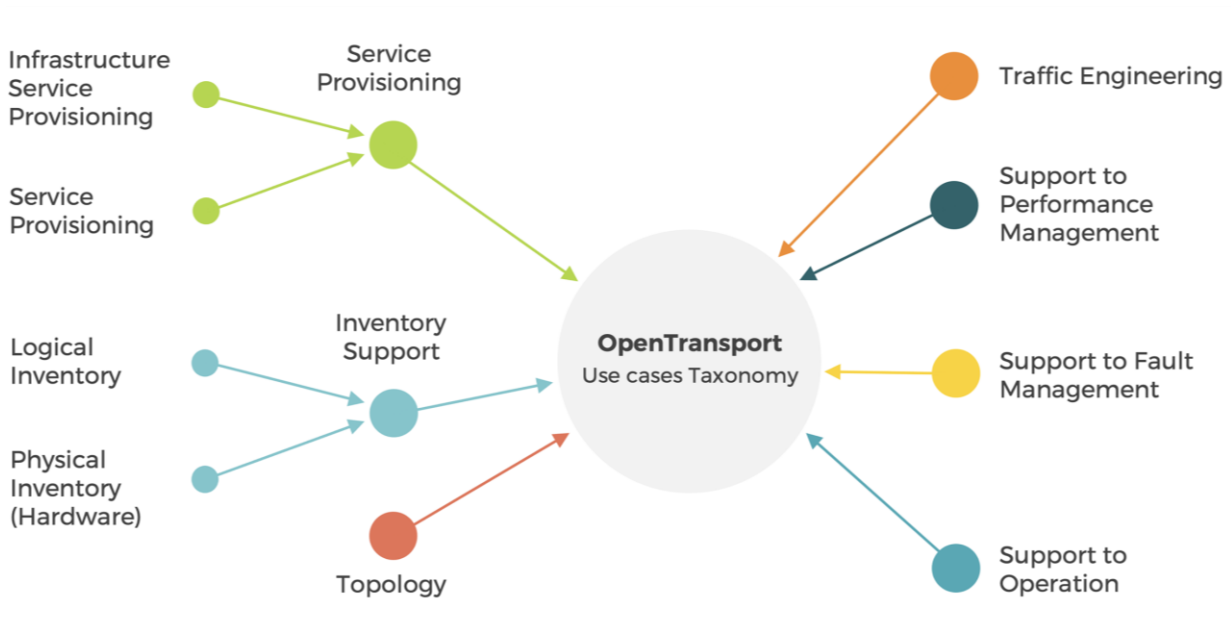 Infrastructure
Service
Provisioning
Service
Provisioning
Service
Provisioning
Logical
Inventory
Inventory
Support
Physical
Inventory
(Hardware)
Topology
OpenTransport
Use cases Taxonomy
Traffic Engineering
Support to
Performance
Management
Support to Fault
Management
Support to
Operation